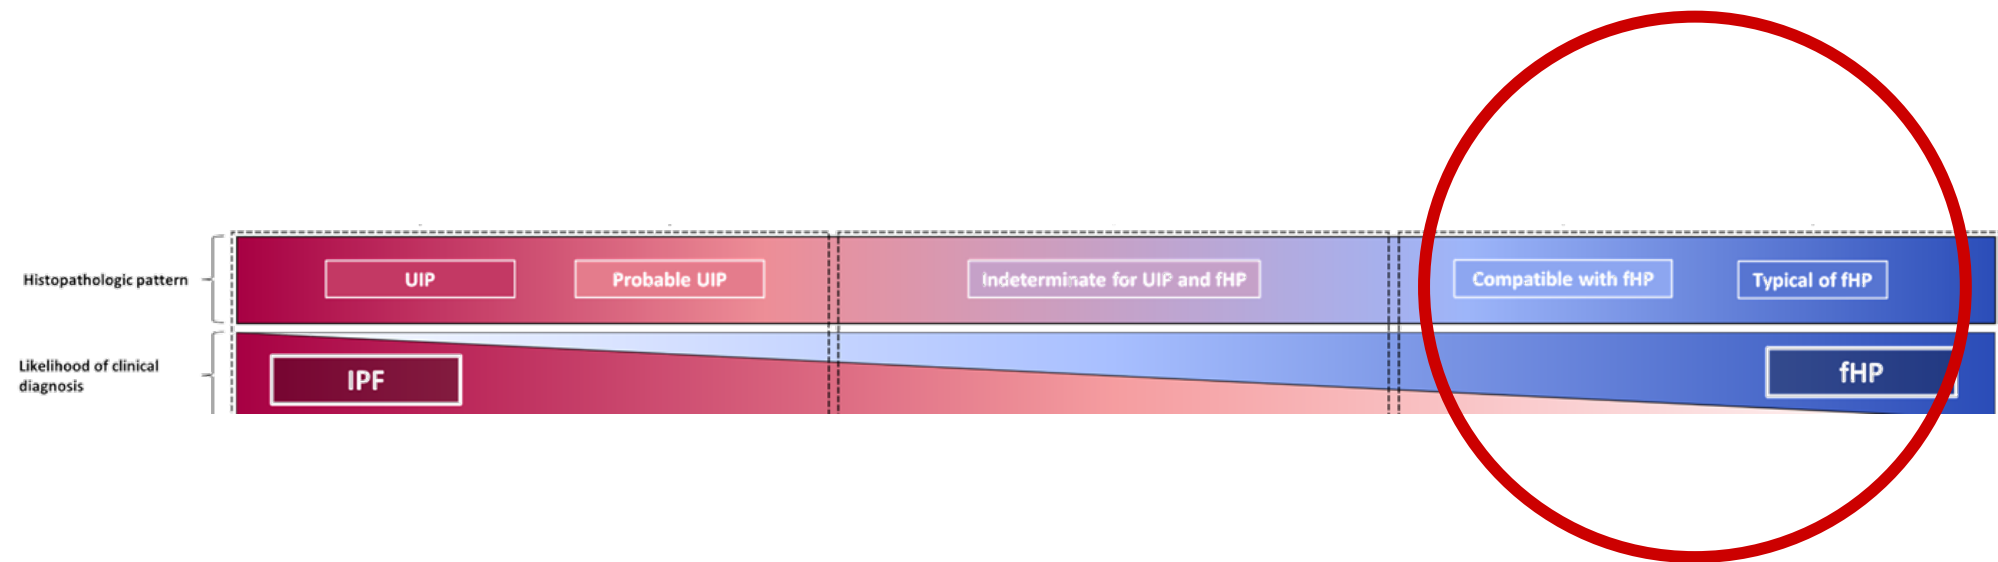 Histopathologic pattern
UIP
Probable UIP
Indeterminate for UIP and fHP
Compatible with fHP
Typical of fHP
Likelihood of clinical
diagnosis
IPF
fHP